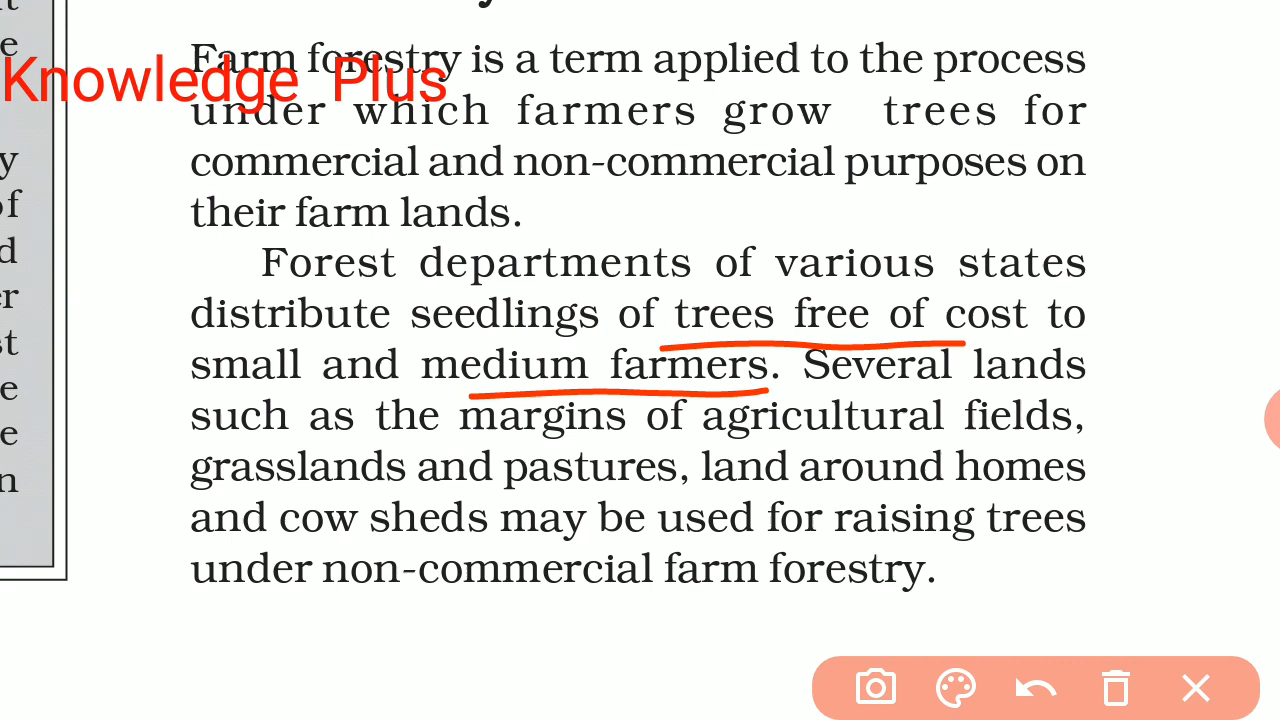 Knowledge Plus
Farm forestry is a term applied to the process
under which farmers grow trees for
commercial and non-commercial purposes on
their farm lands.
Forest departments of various states
distribute seedlings of trees free of cost to
small and medium farmers. Several lands
such as the margins of agricultural fields,
grasslands and pastures, land around homes
and cow sheds may be used for raising trees
under non-commercial farm forestry.